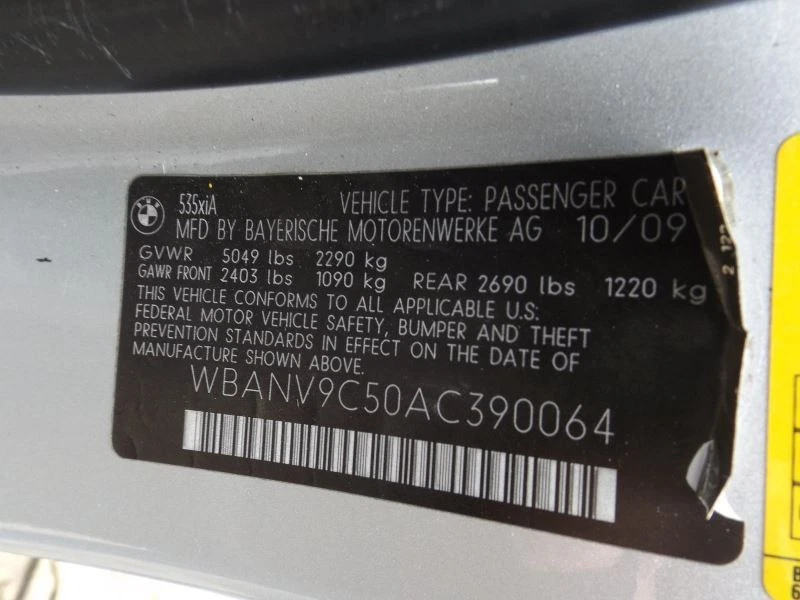 535xiA VEHICLE TYPE: PASSENGER CAR
MFD BY BAYERISCHE MOTORENWERKE AG 10/09
GVWR 5049 lbs 2290 kg
GAWR FRONT 2403 lbs 1090 kg REAR 2690 lbs 1220 kg
THIS VEHICLE CONFORMS TO ALL APPLICABLE U.S:
FEDERAL MOTOR VEHICLE SAFETY, BUMPER AND THEFT
PREVENTION STANDARDS IN EFFECT ON THE DATE OF
MANUFACTURE SHOWN ABOVE.
WBANV9C50AC390064